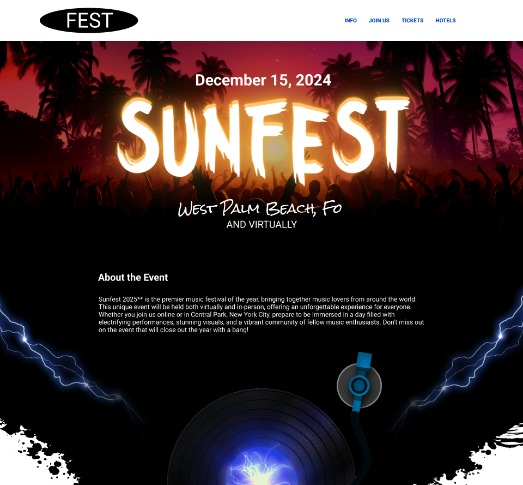 FEST
INFO JOIN US TICKETS HOTELS
December 15, 2024
SUNFEST
West Palm Beach, Fo
AND VIRTUALLY
About the Event
Sunfest 2025** is the premier music festival of the year, bringing together music lovers from around the world.
This unique event will be held both virtually and in-person, offering an unforgettable experience for everyone.
Whether you join us online or in Central Park, New York City, prepare to be immersed in a day filled with
electrifying performances, stunning visuals, and a vibrant community of fellow music enthusiasts. Don't miss out
on the event that will close out the year with a bang!